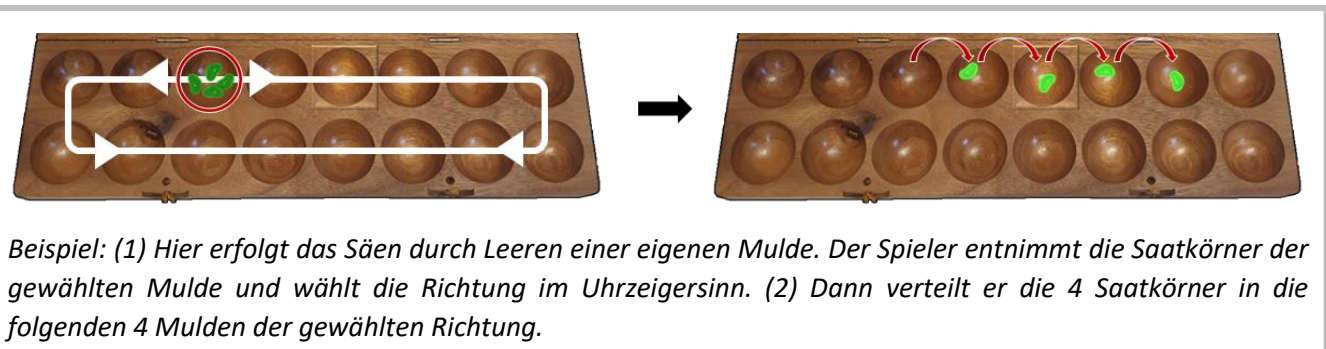 Beispiel: (1) Hier erfolgt das Säen durch Leeren einer eigenen Mulde. Der Spieler entnimmt die Saatkörner der
gewählten Mulde und wählt die Richtung im Uhrzeigersinn. (2) Dann verteilt er die 4 Saatkörner in die
folgenden 4 Mulden der gewählten Richtung.